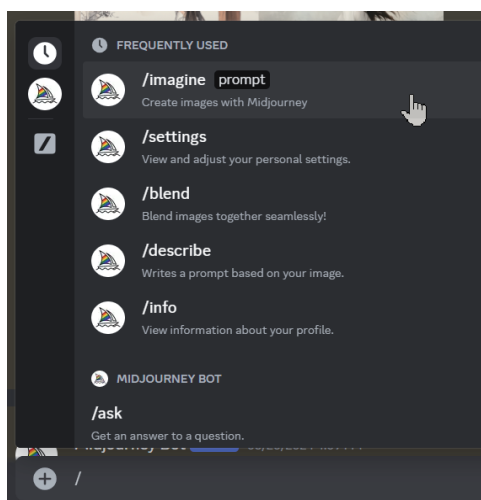 FREQUENTLY USED
/imagine prompt
Create images with Midjourney
/settings
View and adjust your personal settings.
/blend
Blend images together seamlessly!
/describe
Writes a prompt based on your image.
/info
View information about your profile.
MIDJOURNEY BOT
/ask
Get an answer to a question.
/